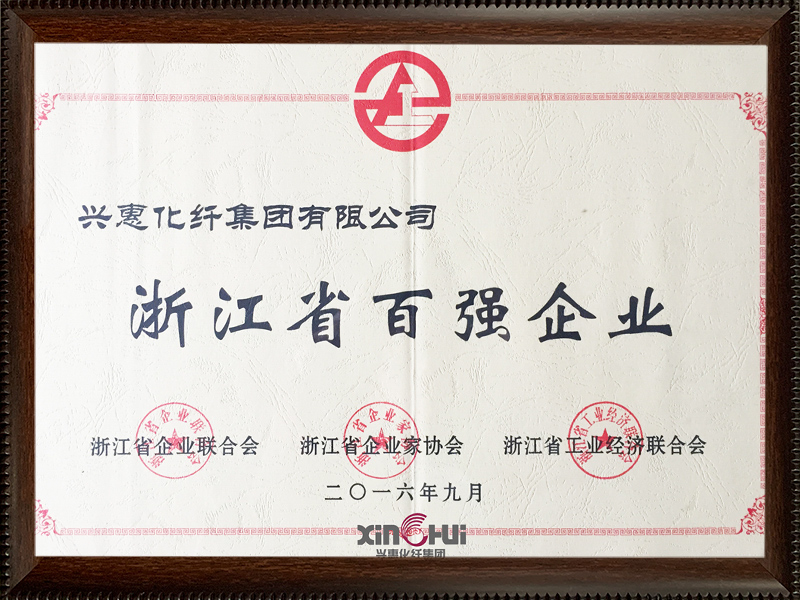 兴惠化纤集团有限公司
浙江省百强企业
浙江省企业联合会 浙江省企业家协会 浙江省工业经济联合会
二〇一六年九月
XINGHUI
兴惠化纤集团